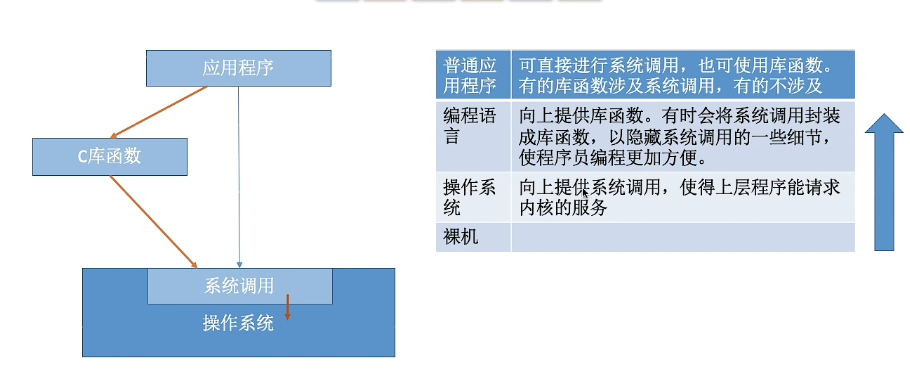 应用程序
C库函数
系统调用
操作系统
普通应
用程序
可直接进行系统调用，也可使用库函数。
有的库函数涉及系统调用，有的不涉及
编程语
言
向上提供库函数。有时会将系统调用封装
成库函数，以隐藏系统调用的一些细节，
使程序员编程更加方便。
操作系
统
向上提供系统调用，使得上层程序能请求
内核的服务
裸机